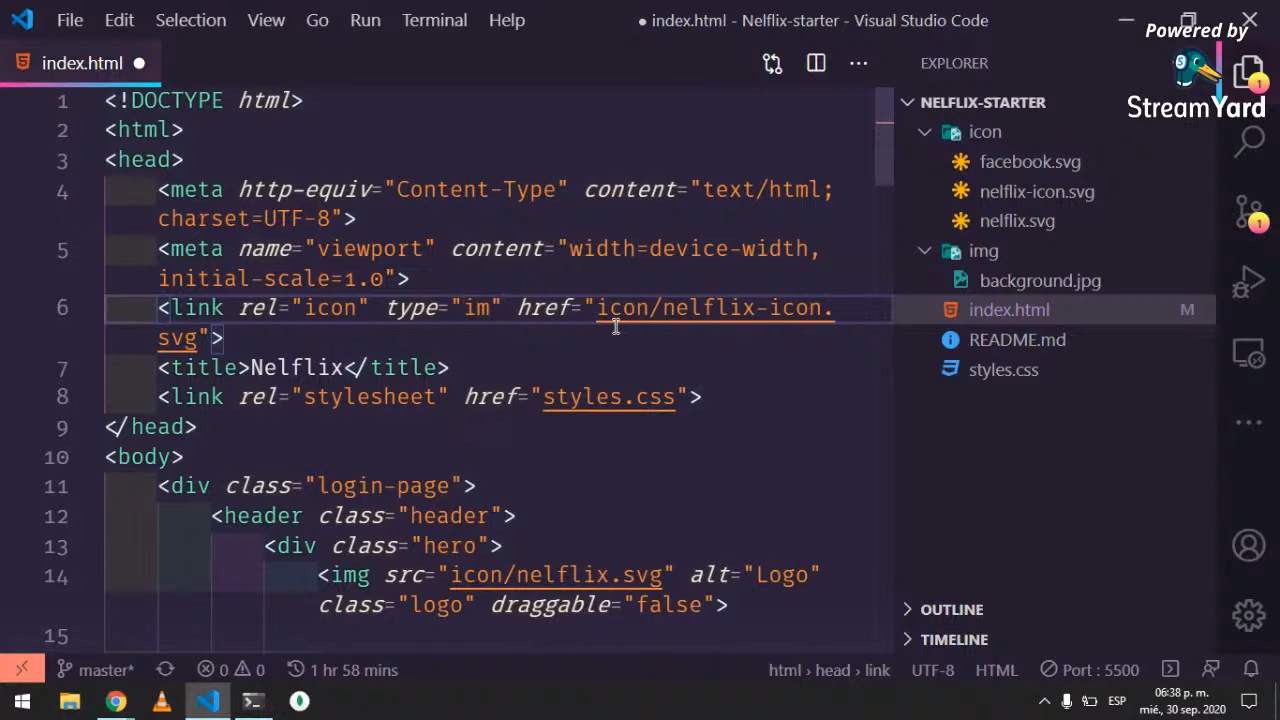 File Edit Selección View Go Run Terminal Help ● index.html - Nelflix-starter - Visual Studio Code
Powered by
StreamYard
index.html
EXPLORER
NELFLIX-STARTER
icon
facebook.svg
nelflix-icon.svg
nelflix.svg
img
background.jpg
index.html M
README.md
styles.css
OUTLINE
TIMELINE
1
1
1 <!DOCTYPE html>
2 <html>
3 <head>
4 <meta http-equiv="Content-Type" content="text/html;
charset=UTF-8">
5 <meta name="viewport" content="width=device-width,
initial-scale=1.0">
6 <link rel="icon" type="im" href="icon/nelflix-icon.
svg">
7 <title>Nelflix</title>
8 <link rel="stylesheet" href="styles.css">
9 </head>
10 <body>
11 <div class="login-page">
12 <header class="header">
13 <div class="hero">
14 <img src="icon/nelflix.svg" alt="Logo"
class="logo" draggable="false">
15
master* 0 0 1 hr 58 mins html › head › link UTF-8 HTML Port : 5500
ESP 06:38 p. m.
mié., 30 sep. 2020